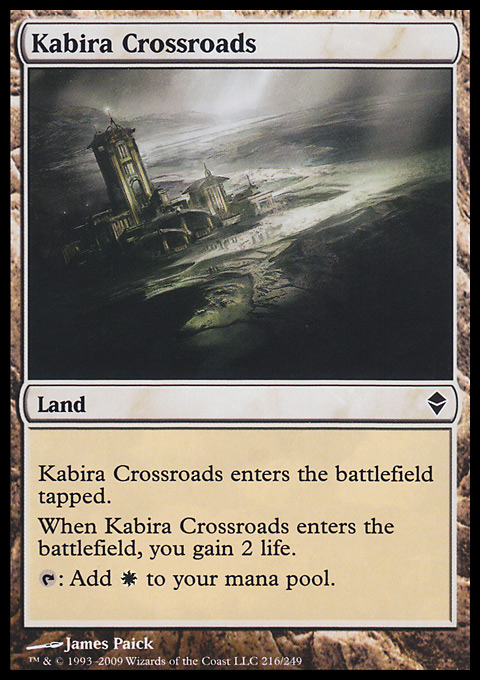 Kabira Crossroads
Land
Kabira Crossroads enters the battlefield
tapped.
When Kabira Crossroads enters the
battlefield, you gain 2 life.
: Add to your mana pool.
James Paick
™ & © 1993–2009 Wizards of the Coast LLC 216/249